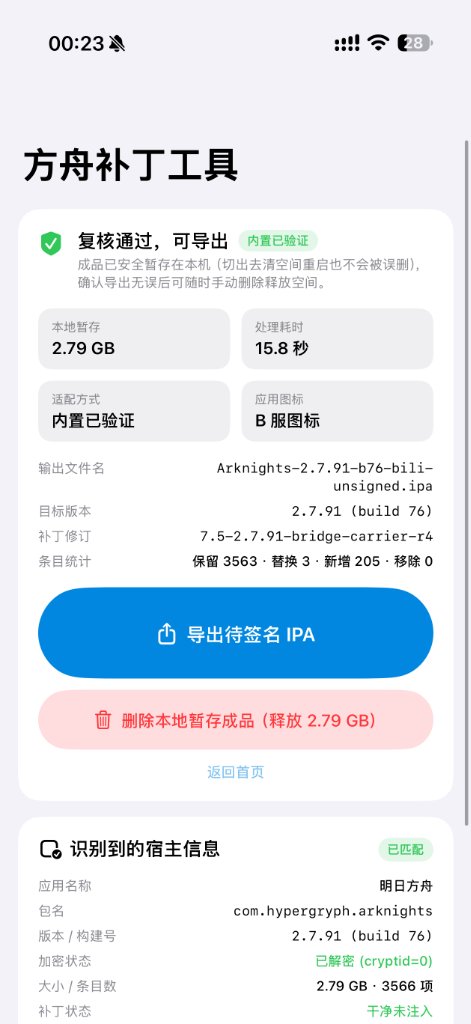 00:23
28
方舟补丁工具
复核通过，可导出 内置已验证
成品已安全暂存在本机（切出去清空间重启也不会被误删），
确认导出无误后可随时手动删除释放空间。
本地暂存
2.79 GB
处理耗时
15.8 秒
适配方式
内置已验证
应用图标
B 服图标
输出文件名 Arknights-2.7.91-b76-bili-
unsigned.ipa
目标版本 2.7.91 (build 76)
补丁修订 7.5-2.7.91-bridge-carrier-r4
条目统计 保留 3563 · 替换 3 · 新增 205 · 移除 0
导出待签名 IPA
删除本地暂存成品（释放 2.79 GB）
返回首页
识别到的宿主信息 已匹配
应用名称 明日方舟
包名 com.hypergryph.arknights
版本 / 构建号 2.7.91 (build 76)
加密状态 已解密 (cryptid=0)
大小 / 条目数 2.79 GB · 3566 项
补丁状态 干净未注入